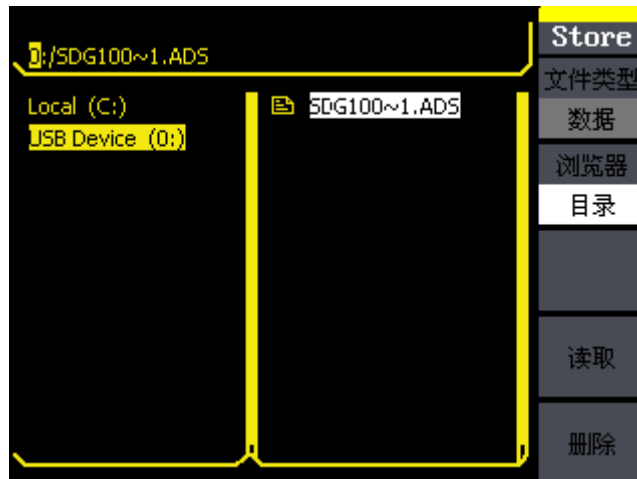 0:/SDG100~1.ADS
Local (C:)
USB Device (0:)
SDG100~1.ADS
Store
文件类型
数据
浏览器
目录
读取
删除